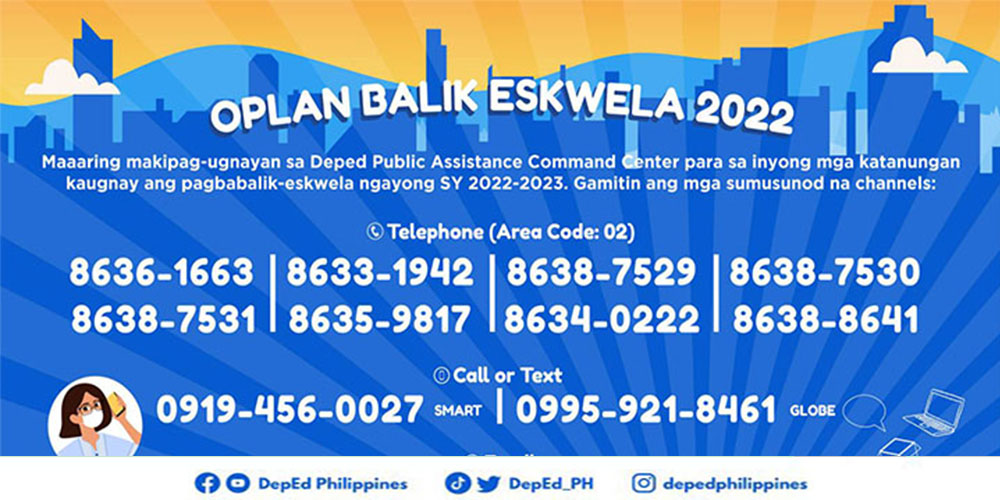 OPLAN BALIK ESKWELA 2022
Maaaring makipag-ugnayan sa Deped Public Assistance Command Center para sa inyong mga katanungan
kaugnay ang pagbabalik-eskwela ngayong SY 2022-2023. Gamitin ang mga sumusunod na channels:
Telephone (Area Code: 02)
8636-1663 | 8633-1942 | 8638-7529 | 8638-7530
8638-7531 | 8635-9817 | 8634-0222 | 8638-8641
Call or Text
0919-456-0027 SMART | 0995-921-8461 GLOBE
DepEd Philippines DepEd_PH depedphilippines